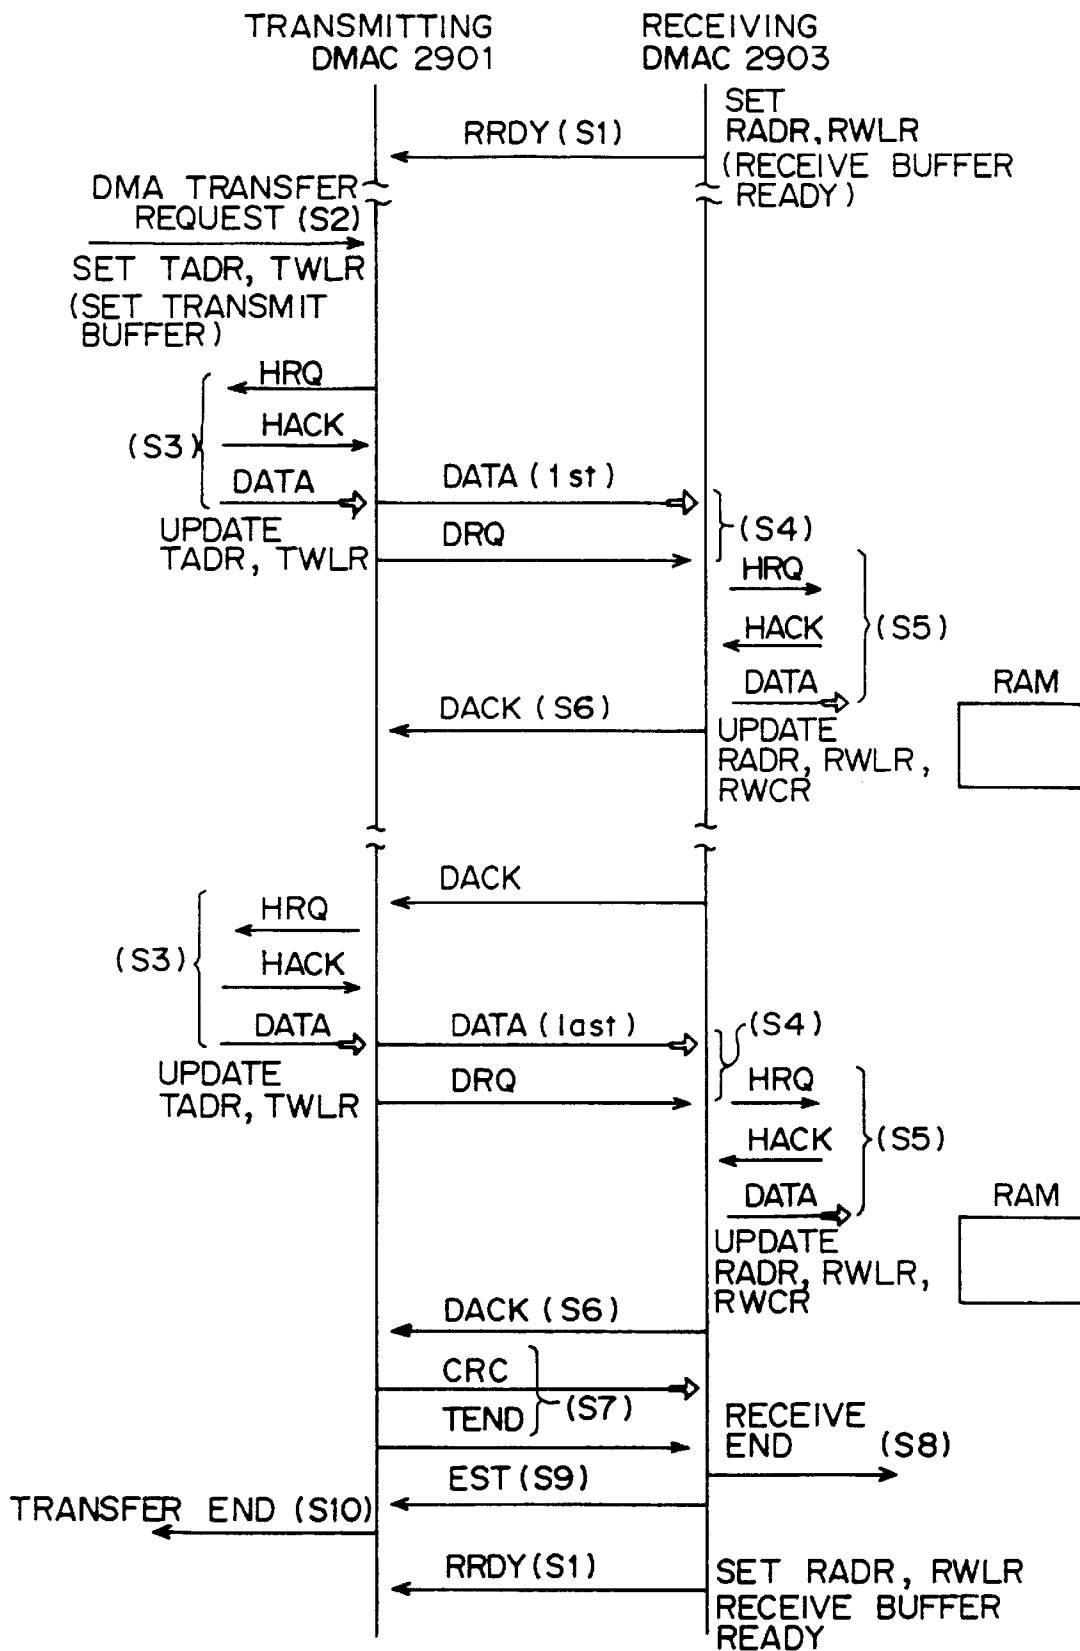 TRANSMITTING
DMAC 2901
RECEIVING
DMAC 2903
RRDY (S1)
SET
RADR, RWLR
(RECEIVE BUFFER
READY)
DMA TRANSFER
REQUEST (S2)
SET TADR, TWLR
(SET TRANSMIT
BUFFER)
HRQ
(S3)
HACK
DATA
DATA (1st)
(S4)
UPDATE
TADR, TWLR
DRQ
HRQ
HACK
(S5)
DATA
RAM
DACK (S6)
UPDATE
RADR, RWLR,
RWCR
DACK
HRQ
(S3)
HACK
DATA
DATA (last)
(S4)
UPDATE
TADR, TWLR
DRQ
HRQ
HACK
(S5)
DATA
RAM
UPDATE
RADR, RWLR,
RWCR
DACK (S6)
CRC
TEND
(S7)
RECEIVE
END
(S8)
EST (S9)
TRANSFER END (S10)
RRDY (S1)
SET RADR, RWLR
RECEIVE BUFFER
READY